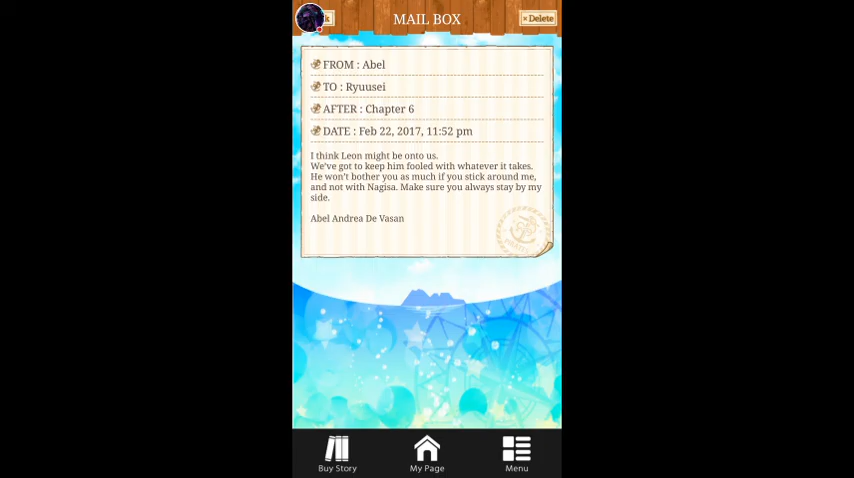 k
MAIL BOX
× Delete
FROM : Abel
TO : Ryuusei
AFTER : Chapter 6
DATE : Feb 22, 2017, 11:52 pm
I think Leon might be onto us.
We've got to keep him fooled with whatever it takes.
He won't bother you as much if you stick around me,
and not with Nagisa. Make sure you always stay by my
side.
Abel Andrea De Vasan
Buy Story
My Page
Menu